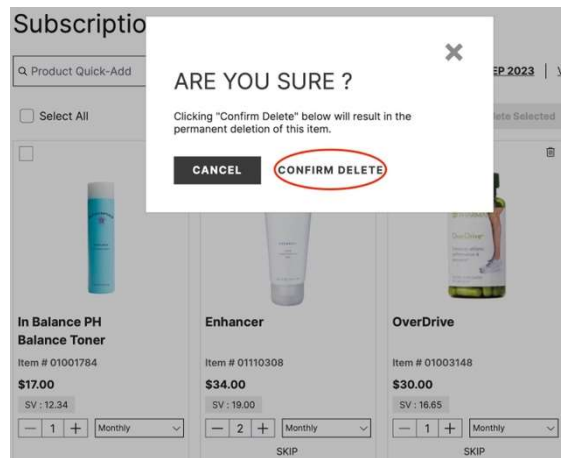 Subscriptio
Product Quick-Add
EP 2023
Select All
lete Selected
ARE YOU SURE ?
Clicking "Confirm Delete" below will result in the
permanent deletion of this item.
CANCEL
CONFIRM DELETE
OverDrive
In Balance PH
Balance Toner
Item # 01001784
$17.00
SV : 12.34
1
Monthly
Enhancer
Item # 01110308
$34.00
SV : 19.00
2
Monthly
SKIP
OverDrive
Item # 01003148
$30.00
SV : 16.65
1
Monthly
SKIP